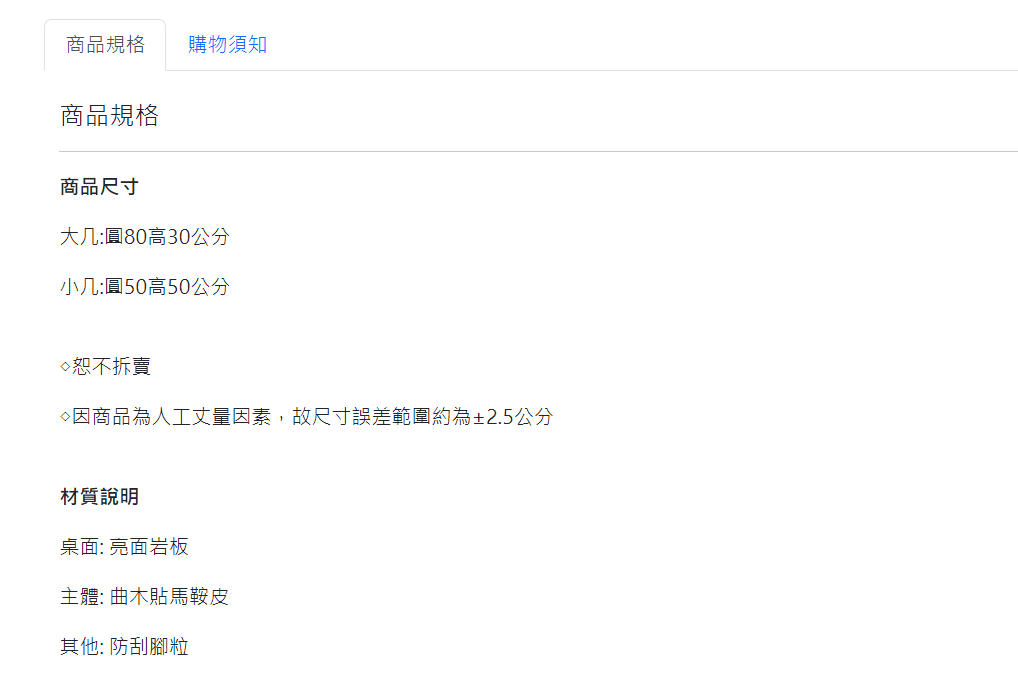 商品規格
購物須知
商品規格
商品尺寸
大几:圓80高30公分
小几:圓50高50公分
◇恕不拆賣
◇因商品為人工丈量因素，故尺寸誤差範圍約為±2.5公分
材質說明
桌面: 亮面岩板
主體: 曲木貼馬鞍皮
其他: 防刮腳粒